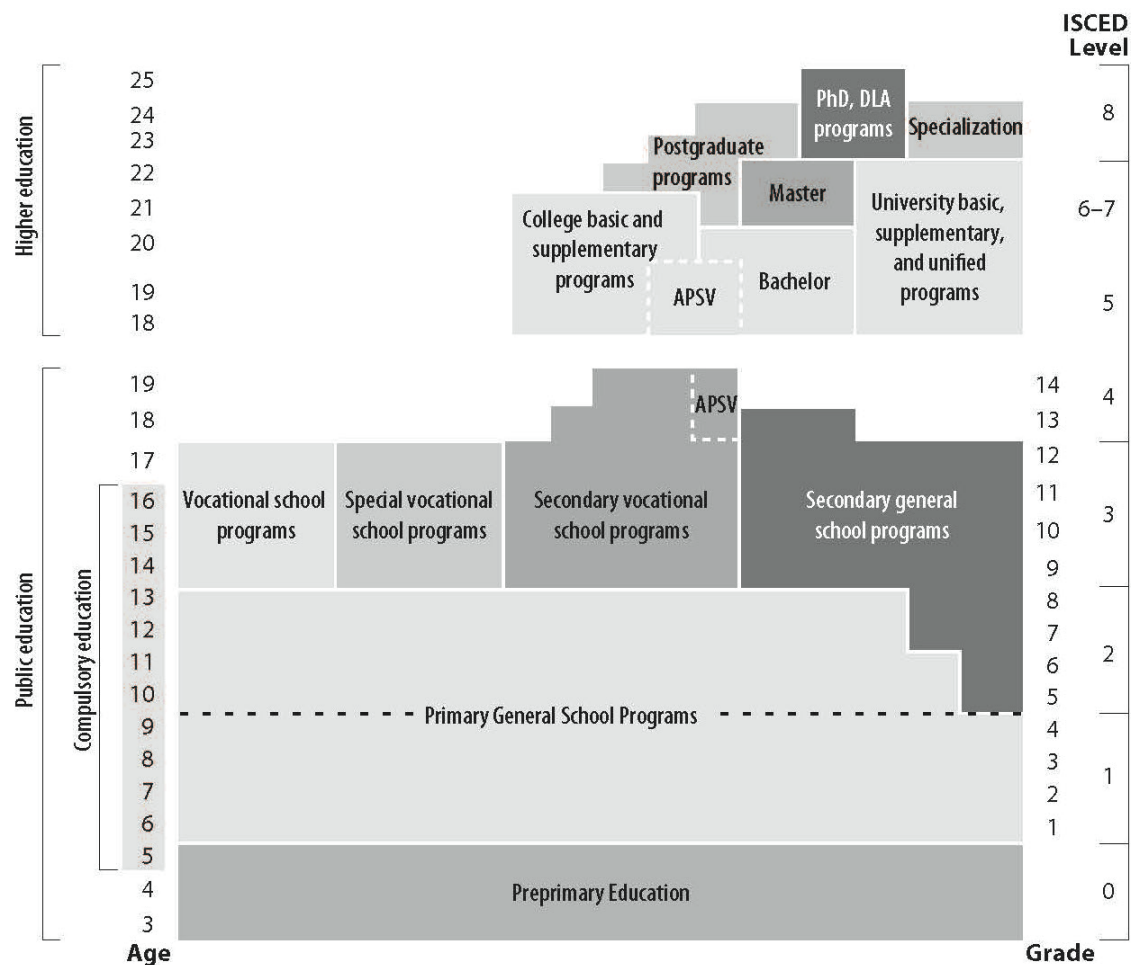 ISCED
Level
Higher education
25
24
23
22
21
20
19
18
PhD, DLA
programs
Specialization
Postgraduate
programs
Master
University basic,
supplementary,
and unified
programs
College basic and
supplementary
programs
APSV
Bachelor
8
6–7
5
Public education
Compulsory education
19
18
17
16
15
14
13
12
11
10
9
8
7
6
5
4
3
Age
APSV
Vocational school
programs
Special vocational
school programs
Secondary vocational
school programs
Secondary general
school programs
Primary General School Programs
Preprimary Education
14
13
12
11
10
9
8
7
6
5
4
3
2
1
Grade
4
3
2
1
0